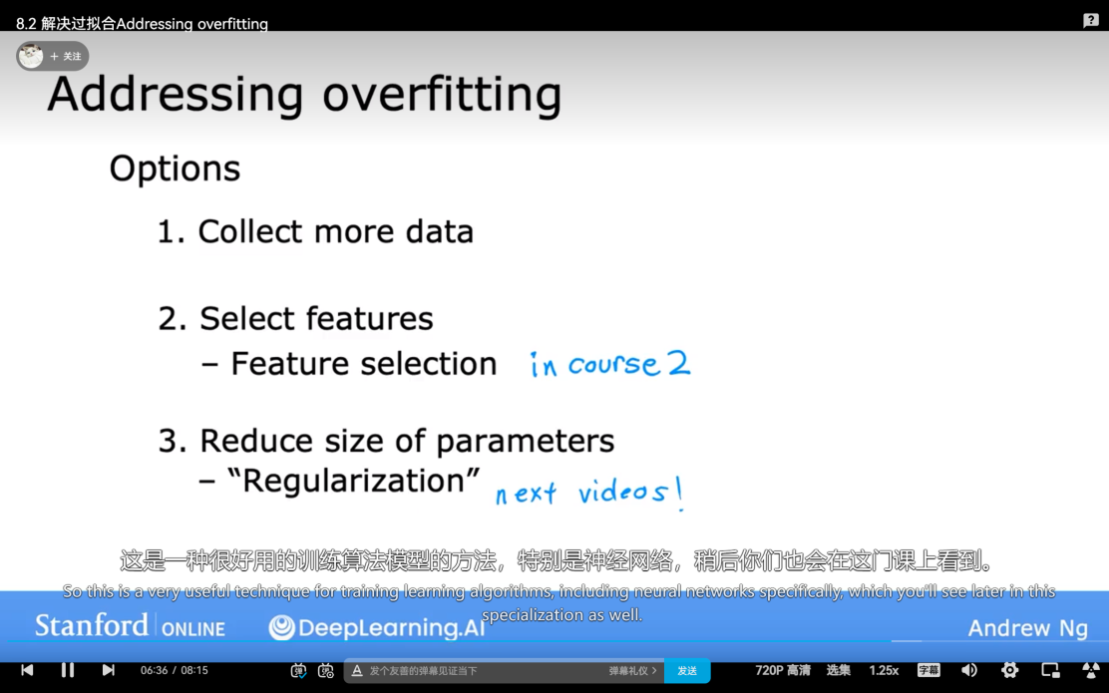 8.2 解决过拟合Addressing overfitting
+ 关注
Addressing overfitting
Options
1. Collect more data
2. Select features
– Feature selection in course 2
3. Reduce size of parameters
– “Regularization” next videos!
这是一种很好用的训练算法模型的方法，特别是神经网络，稍后你们也会在这门课上看到。
So this is a very useful technique for training learning algorithms, including neural networks specifically, which you'll see later in this
specialization as well.
Stanford ONLINE DeepLearning.AI Andrew Ng
06:36 / 08:15 弹 弹 A 发个友善的弹幕见证当下 弹幕礼仪 > 发送 720P 高清 选集 1.25x 字幕